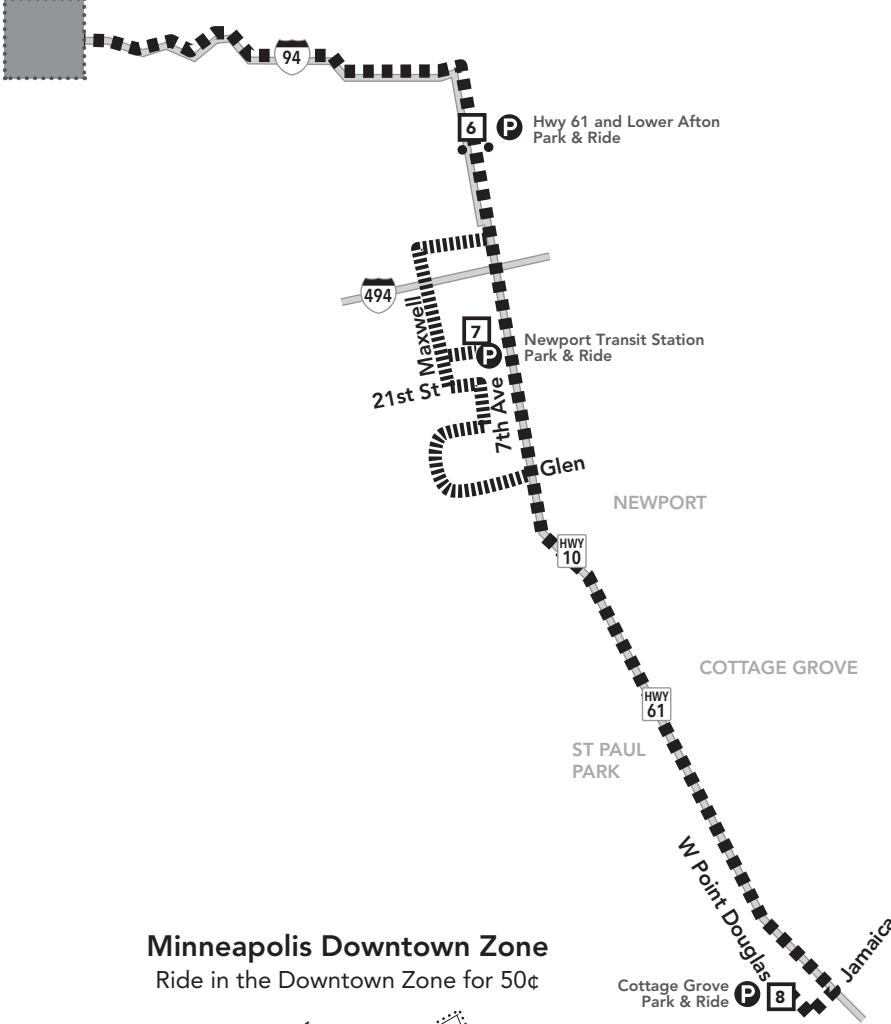 94
6
P
Hwy 61 and Lower Afton
Park & Ride
494
Maxwell
7
P
Newport Transit Station
Park & Ride
21st St
7th Ave
Glen
NEWPORT
HWY
10
COTTAGE GROVE
HWY
61
ST PAUL
PARK
W Point Douglas
Jamaica
Minneapolis Downtown Zone
Ride in the Downtown Zone for 50¢
Cottage Grove
Park & Ride
P
8